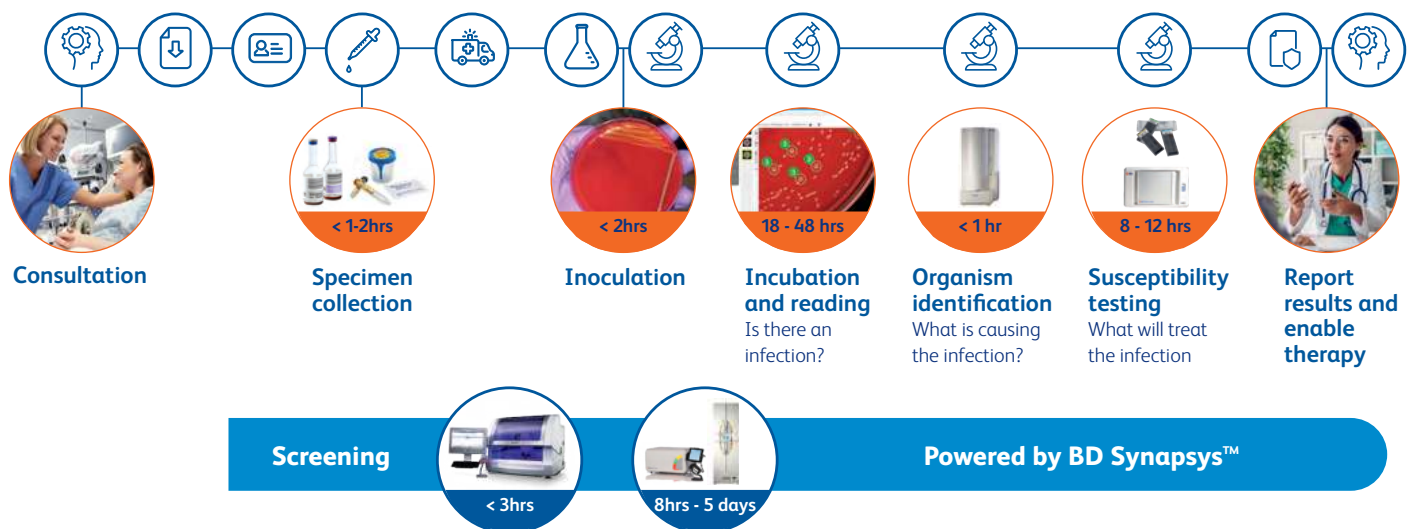 < 1-2hrs
< 2hrs
18 - 48 hrs
< 1 hr
8 - 12 hrs
Consultation
Specimen
collection
Inoculation
Incubation
and reading
Is there an
infection?
Organism
identification
What is causing
the infection?
Susceptibility
testing
What will treat
the infection
Report
results and
enable
therapy
Screening
< 3hrs
8hrs - 5 days
Powered by BD Synapsys™